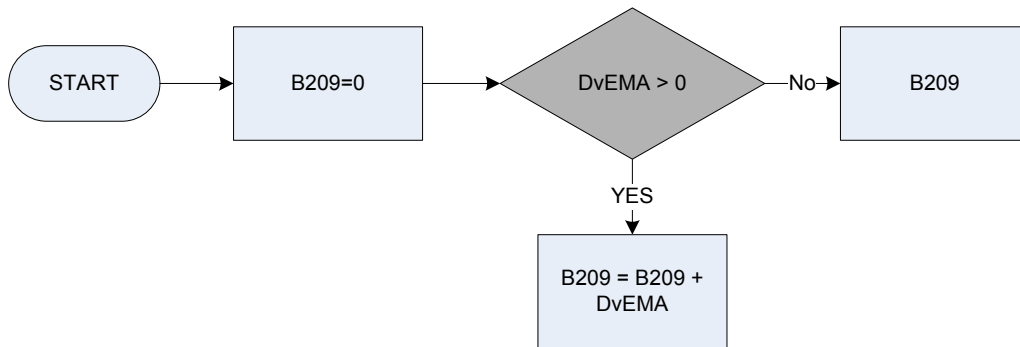 START
B209=0
DvEMA > 0
No
B209
YES
B209 = B209 +
DvEMA